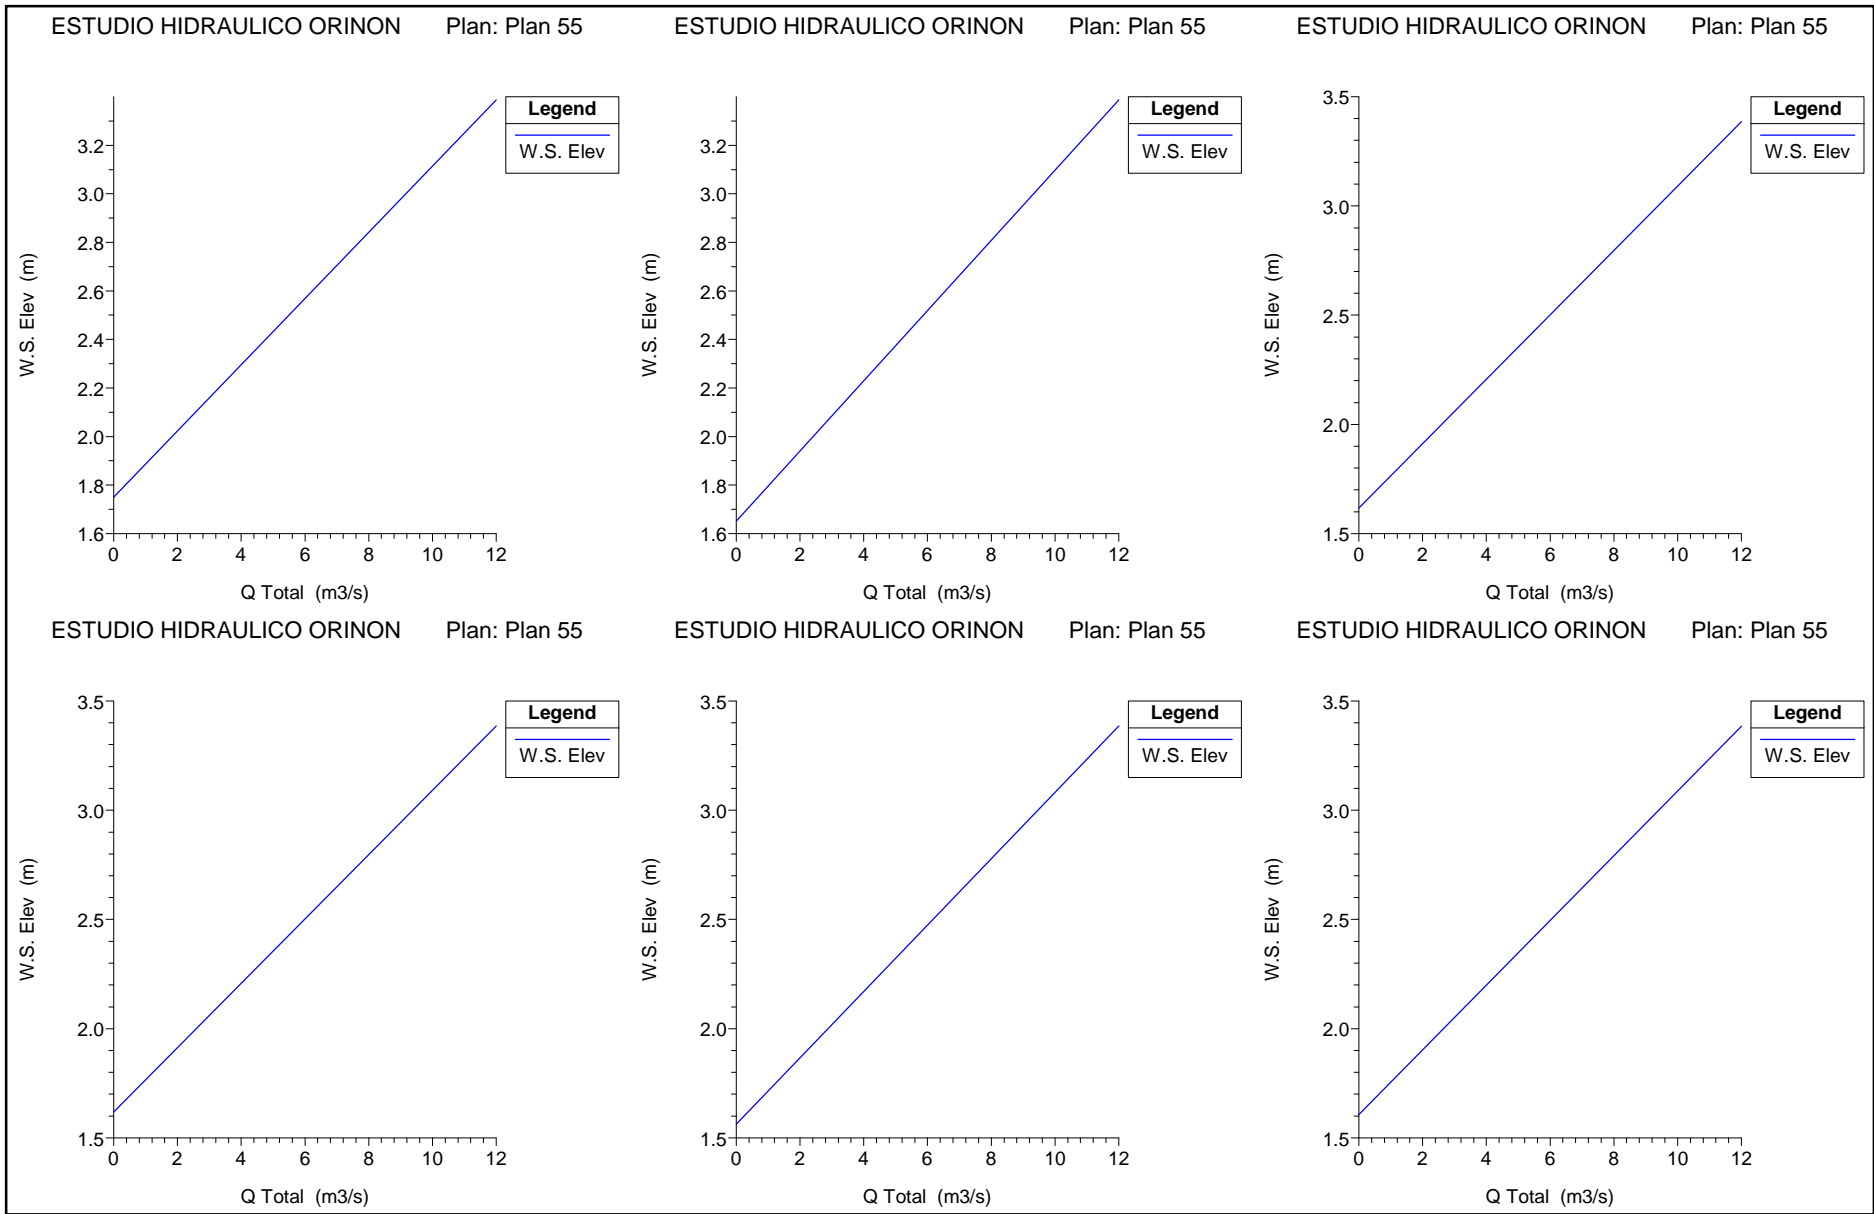 ESTUDIO HIDRAULICO ORINON Plan: Plan 55
Legend
W.S. Elev
W.S. Elev (m)
3.2
3.0
2.8
2.6
2.4
2.2
2.0
1.8
1.6
0 2 4 6 8 10 12
Q Total (m3/s)
ESTUDIO HIDRAULICO ORINON Plan: Plan 55
Legend
W.S. Elev
W.S. Elev (m)
3.2
3.0
2.8
2.6
2.4
2.2
2.0
1.8
1.6
0 2 4 6 8 10 12
Q Total (m3/s)
ESTUDIO HIDRAULICO ORINON Plan: Plan 55
Legend
W.S. Elev
W.S. Elev (m)
3.5
3.0
2.5
2.0
1.5
0 2 4 6 8 10 12
Q Total (m3/s)
ESTUDIO HIDRAULICO ORINON Plan: Plan 55
Legend
W.S. Elev
W.S. Elev (m)
3.5
3.0
2.5
2.0
1.5
0 2 4 6 8 10 12
Q Total (m3/s)
ESTUDIO HIDRAULICO ORINON Plan: Plan 55
Legend
W.S. Elev
W.S. Elev (m)
3.5
3.0
2.5
2.0
1.5
0 2 4 6 8 10 12
Q Total (m3/s)
ESTUDIO HIDRAULICO ORINON Plan: Plan 55
Legend
W.S. Elev
W.S. Elev (m)
3.5
3.0
2.5
2.0
1.5
0 2 4 6 8 10 12
Q Total (m3/s)